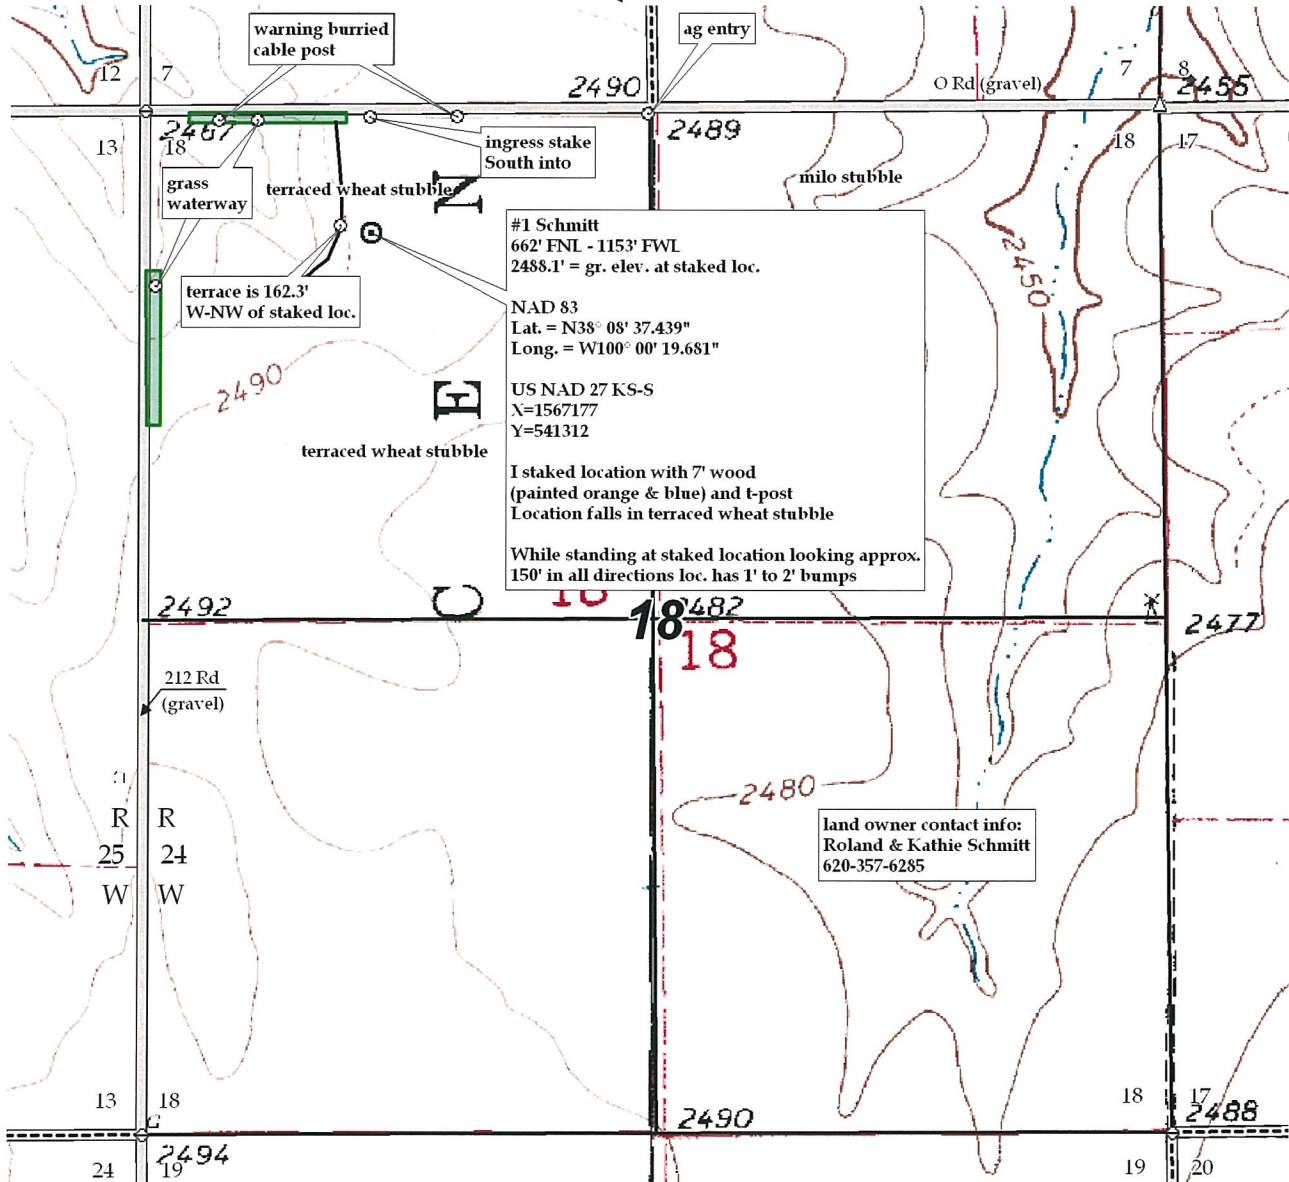 warning burried
cable post
ag entry
12
7
2490
O Rd (gravel)
7
8
2455
2467
2489
13
18
ingress stake
South into
18
17
grass
waterway
terraced wheat stubble
N
milo stubble
#1 Schmitt
662' FNL - 1153' FWL
2488.1' = gr. elev. at staked loc.
NAD 83
Lat. = N38° 08' 37.439"
Long. = W100° 00' 19.681"
US NAD 27 KS-S
X=1567177
Y=541312
I staked location with 7' wood
(painted orange & blue) and t-post
Location falls in terraced wheat stubble
While standing at staked location looking approx.
150' in all directions loc. has 1' to 2' bumps
2450
terrace is 162.3'
W-NW of staked loc.
2490
E
terraced wheat stubble
C
2492
18
18
2482
2477
18
212 Rd
(gravel)
2480
R
R
land owner contact info:
Roland & Kathie Schmitt
620-357-6285
25
24
W
W
13
18
18
17
2490
2488
2494
24
19
19
20